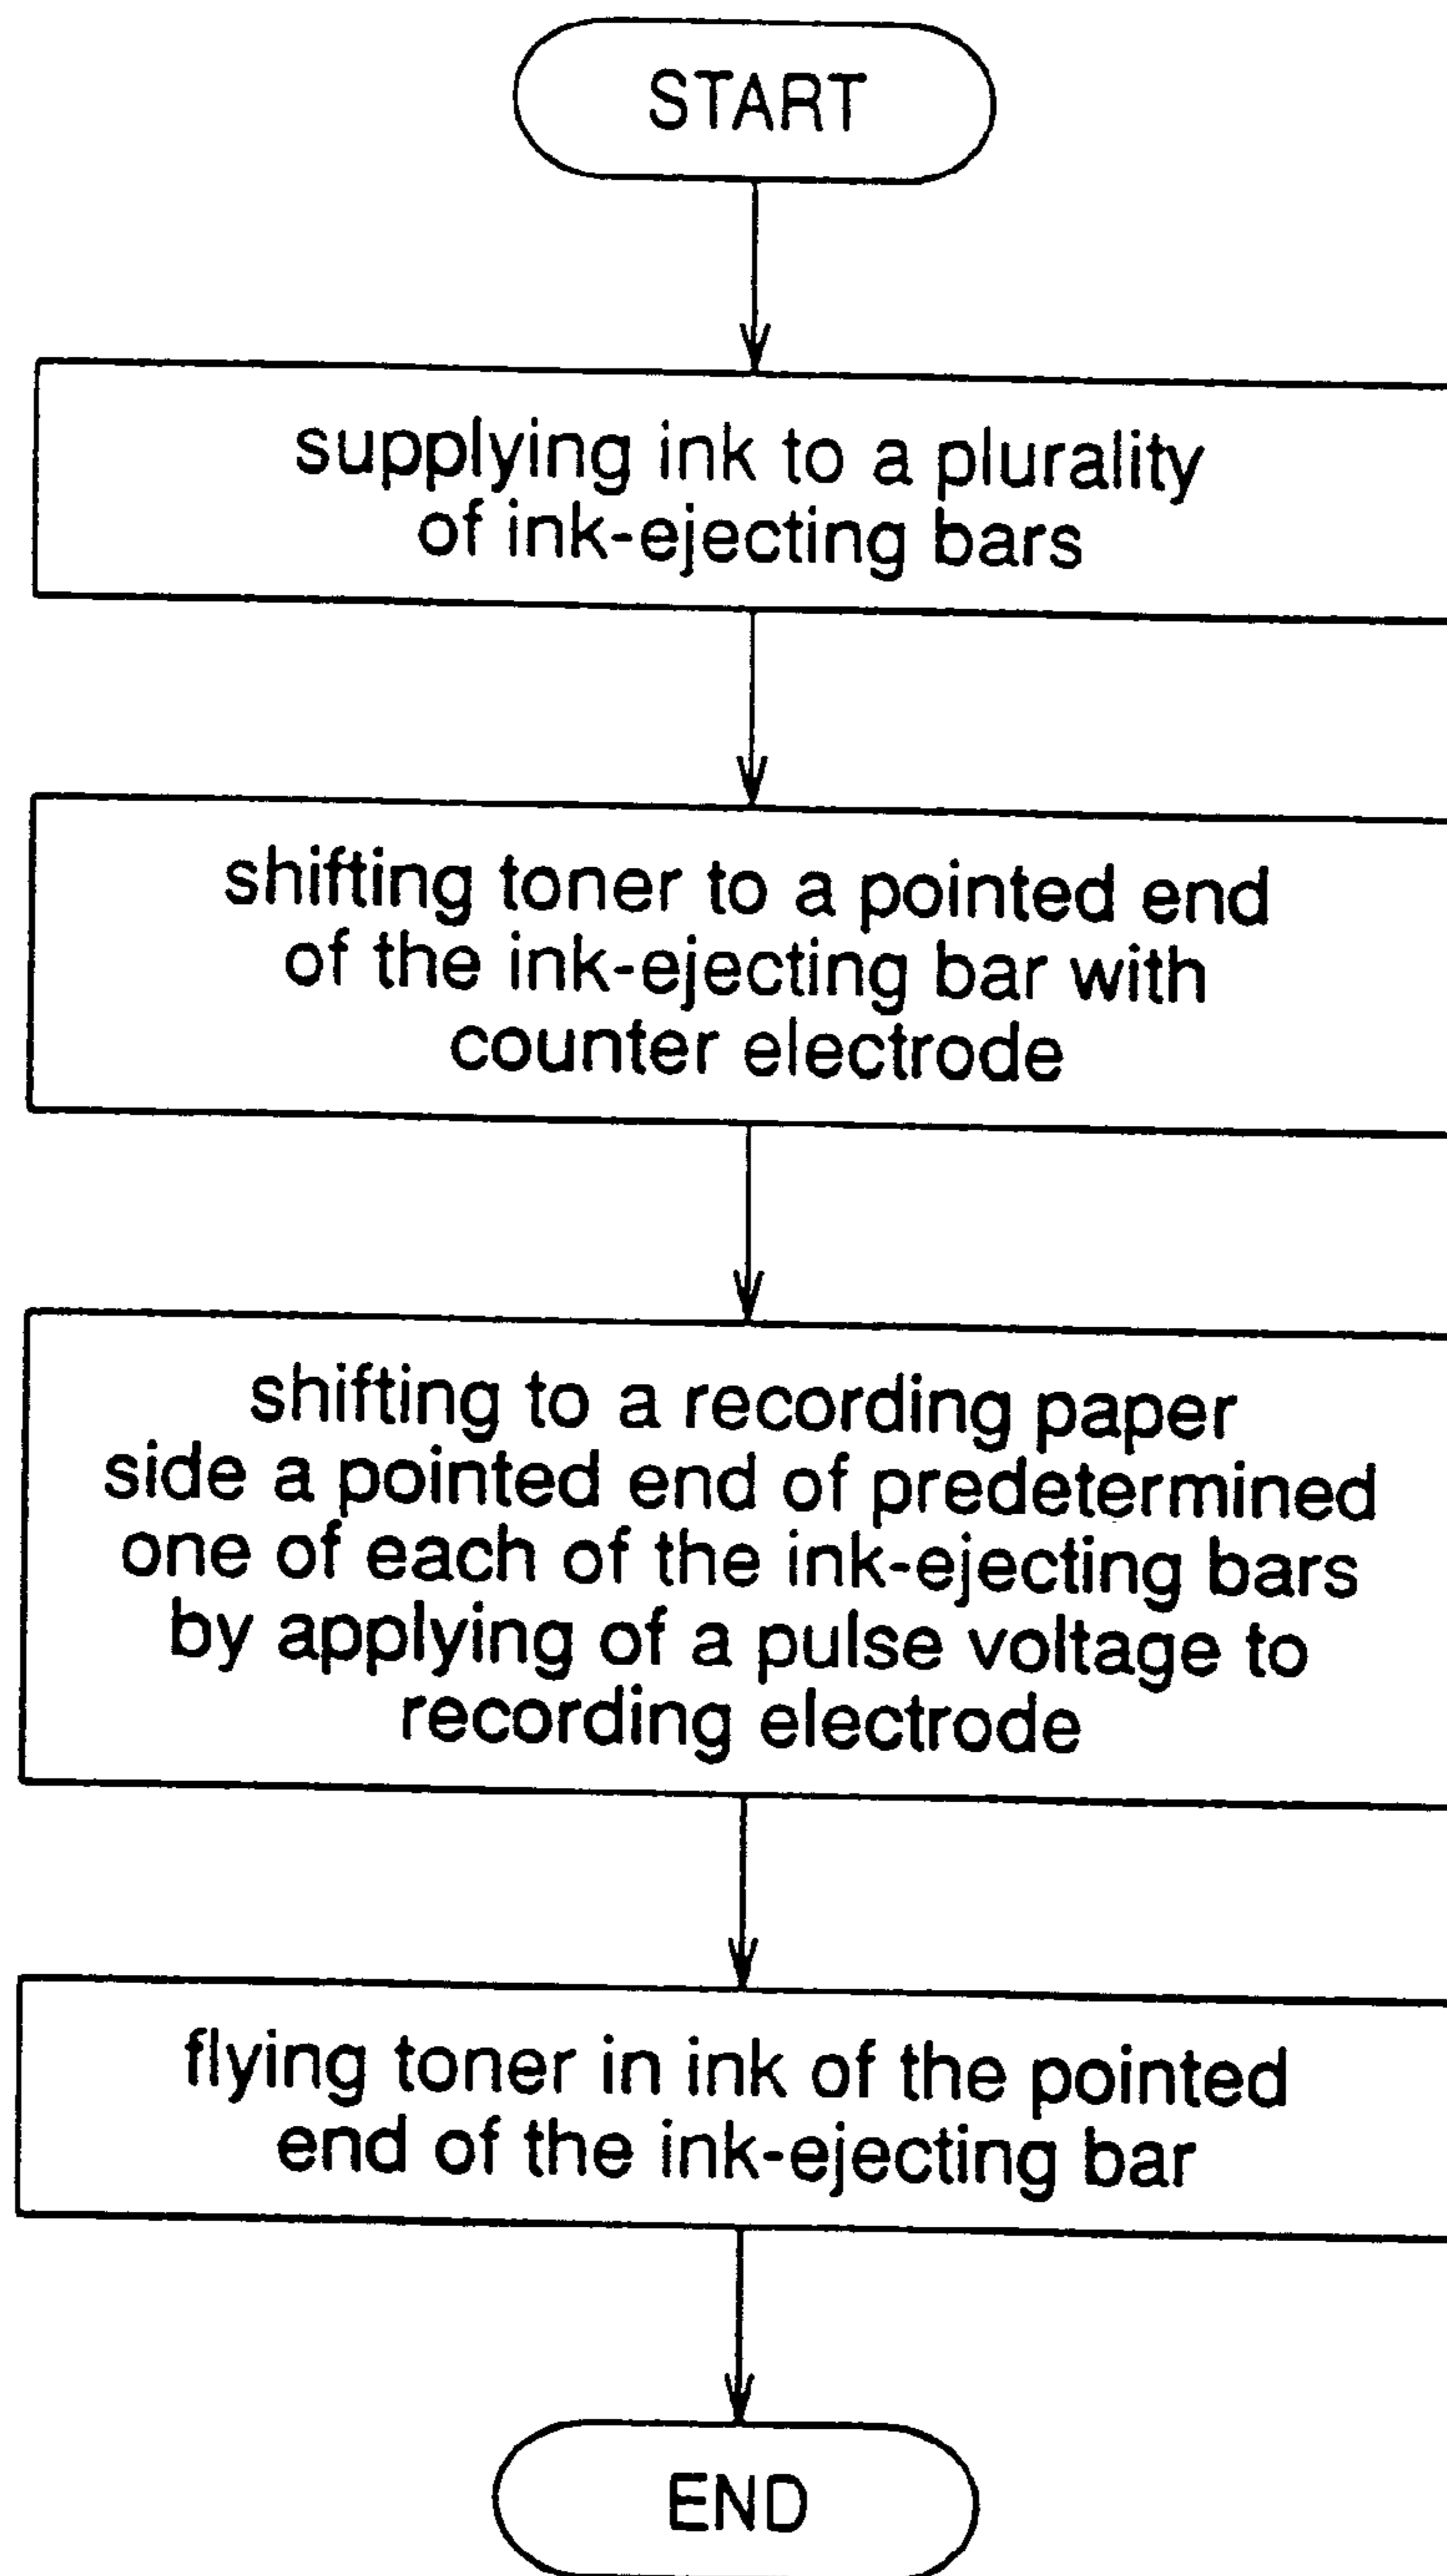 START
supplying ink to a plurality
of ink-ejecting bars
shifting toner to a pointed end
of the ink-ejecting bar with
counter electrode
shifting to a recording paper
side a pointed end of predetermined
one of each of the ink-ejecting bars
by applying of a pulse voltage to
recording electrode
flying toner in ink of the pointed
end of the ink-ejecting bar
END